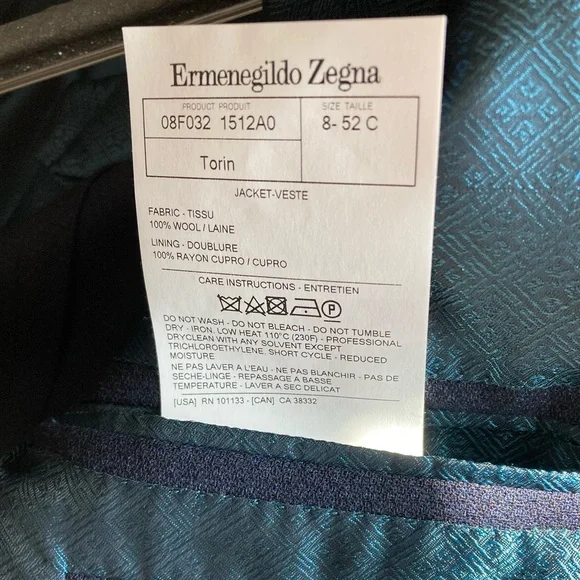 Ermenegildo Zegna
PRODUCT PRODUIT
SIZE TAILLE
08F032 1512A0
8- 52 C
Torin
JACKET-VESTE
FABRIC - TISSU
100% WOOL / LAINE
LINING - DOUBLURE
100% RAYON CUPRO / CUPRO
CARE INSTRUCTIONS - ENTRETIEN
P
DO NOT WASH - DO NOT BLEACH - DO NOT TUMBLE
DRY - IRON, LOW HEAT 110°C (230F) - PROFESSIONAL
DRYCLEAN WITH ANY SOLVENT EXCEPT
TRICHLOROETHYLENE, SHORT CYCLE - REDUCED
MOISTURE
NE PAS LAVER A L'EAU - NE PAS BLANCHIR - PAS DE
SECHE-LINGE - REPASSAGE A BASSE
TEMPERATURE - LAVER A SEC DELICAT
[USA] RN 101133 - [CAN] CA 38332